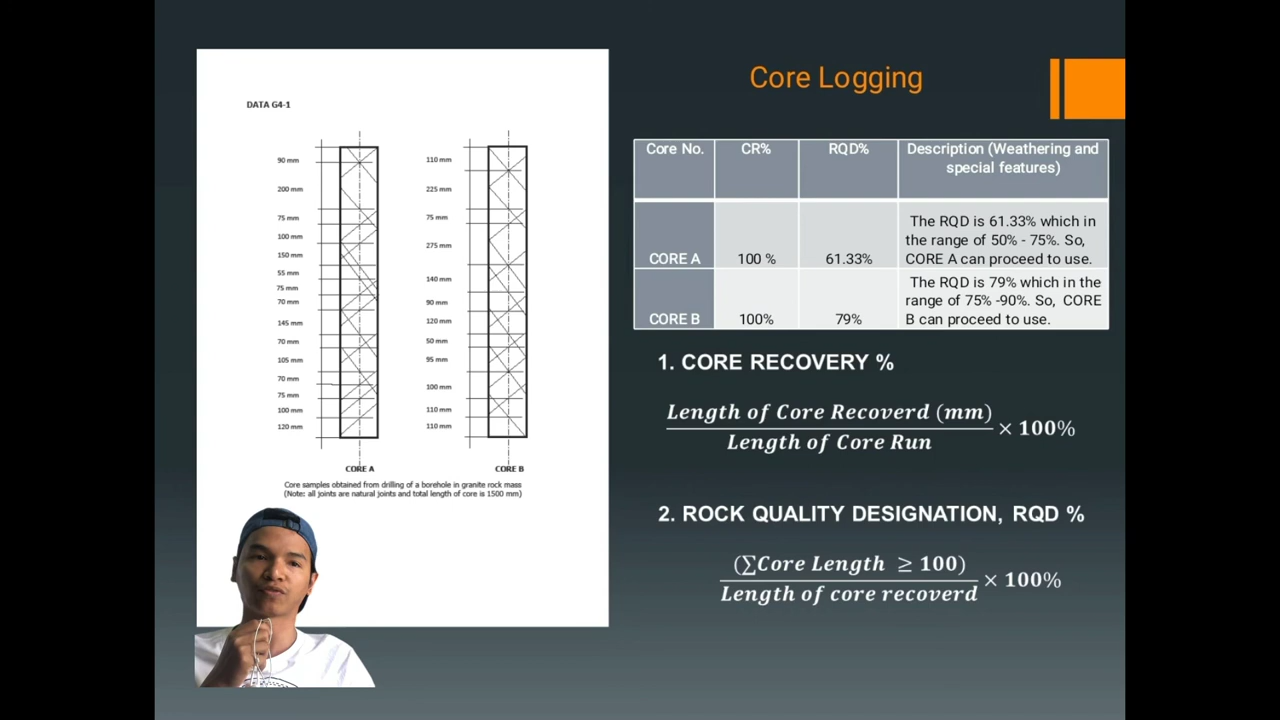 DATA G4-1
90 mm
200 mm
75 mm
100 mm
150 mm
55 mm
75 mm
70 mm
145 mm
70 mm
105 mm
70 mm
75 mm
100 mm
120 mm
CORE A
110 mm
225 mm
75 mm
275 mm
140 mm
90 mm
120 mm
50 mm
95 mm
100 mm
110 mm
110 mm
CORE B
Core samples obtained from drilling of a borehole in granite rock mass
(Note: all joints are natural joints and total length of core is 1500 mm)
Core Logging
Core No. CR% RQD% Description (Weathering and
special features)
The RQD is 61.33% which in
the range of 50% - 75%. So,
CORE A 100 % 61.33% CORE A can proceed to use.
The RQD is 79% which in the
range of 75% -90%. So, CORE
CORE B 100% 79% B can proceed to use.
1. CORE RECOVERY %
Length of Core Recoverd (mm)
Length of Core Run
× 100%
2. ROCK QUALITY DESIGNATION, RQD %
(∑Core Length ≥ 100)
Length of core recoverd
× 100%